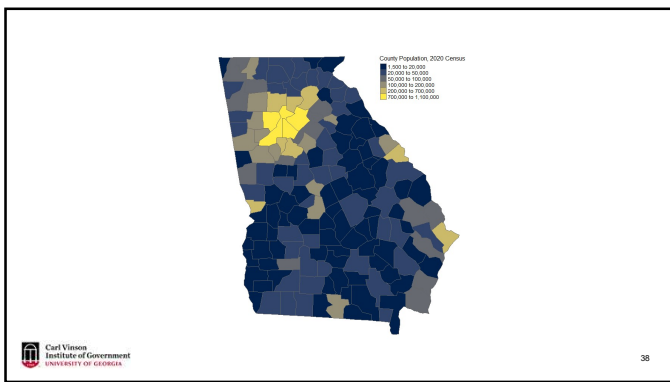 County Population, 2020 Census
1,500 to 20,000
20,000 to 50,000
50,000 to 100,000
100,000 to 200,000
200,000 to 700,000
700,000 to 1,100,000
Carl Vinson
Institute of Government
UNIVERSITY OF GEORGIA
38